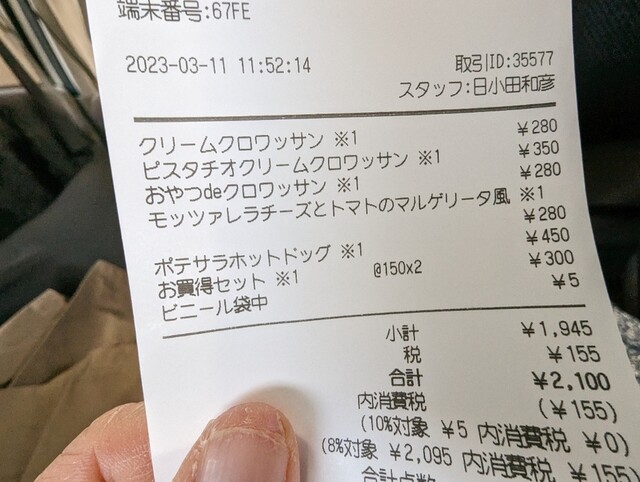 端末番号:67FE
2023-03-11 11:52:14 取引ID:35577
スタッフ:日小田和彦
クリームクロワッサン ※1 ¥280
ピスタチオクリームクロワッサン ※1 ¥350
おやつdeクロワッサン ※1 ¥280
モッツァレラチーズとトマトのマルゲリータ風 ※1
¥280
ポテサラホットドッグ ※1 ¥450
お買得セット ※1 @150x2 ¥300
ビニール袋中 ¥5
小計 ¥1,945
税 ¥155
合計 ¥2,100
内消費税 (¥155)
(10%対象 ¥5 内消費税 ¥0)
(8%対象 ¥2,095 内消費税 ¥155)
合計点数